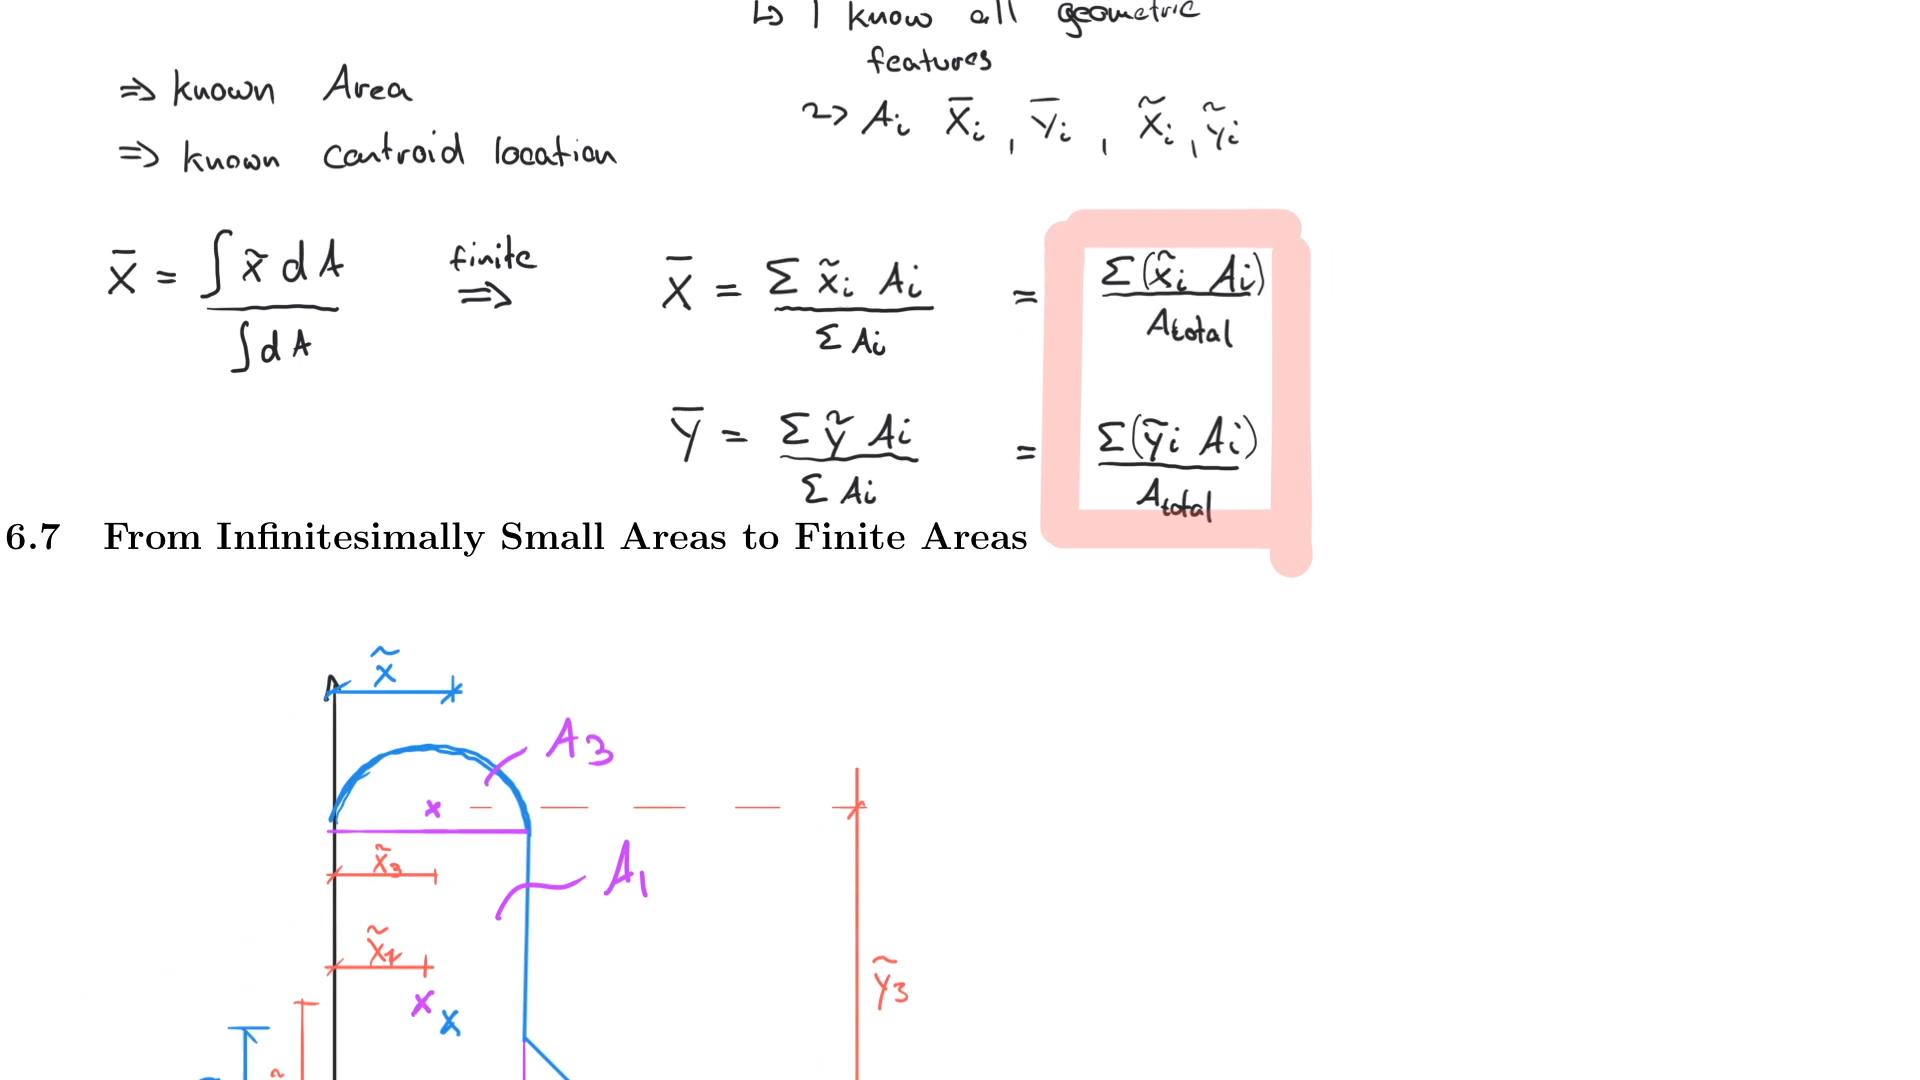 ↳ I know all geometric
features
⇒ known Area
⇒ known centroid location
~> Ai X̄i , Ȳi , x̃i , ỹi
X̄ = ∫ x̃ dA / ∫ dA
finite
⇒
X̄ = Σ x̃i Ai / Σ Ai = Σ(x̃i Ai) / Atotal
Ȳ = Σ ỹ Ai / Σ Ai = Σ(ỹi Ai) / Atotal
6.7 From Infinitesimally Small Areas to Finite Areas
x̃
A3
x
x̃3
A1
x̃1
ỹ3
x
x